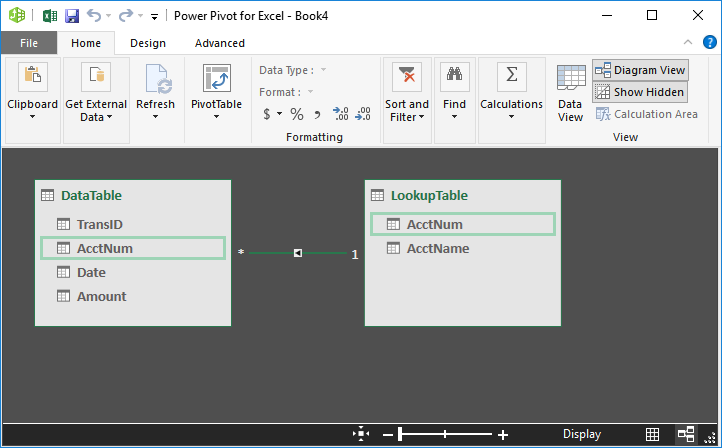 Power Pivot for Excel - Book4
File Home Design Advanced
Clipboard
Get External Data
Refresh
PivotTable
Data Type :
Format :
$ % , .0 .00 .00 .0
Formatting
Sort and Filter
Find
Σ
Calculations
Data View
Diagram View
Show Hidden
fx Calculation Area
View
DataTable
TransID
AcctNum
Date
Amount
* 1
LookupTable
AcctNum
AcctName
Display